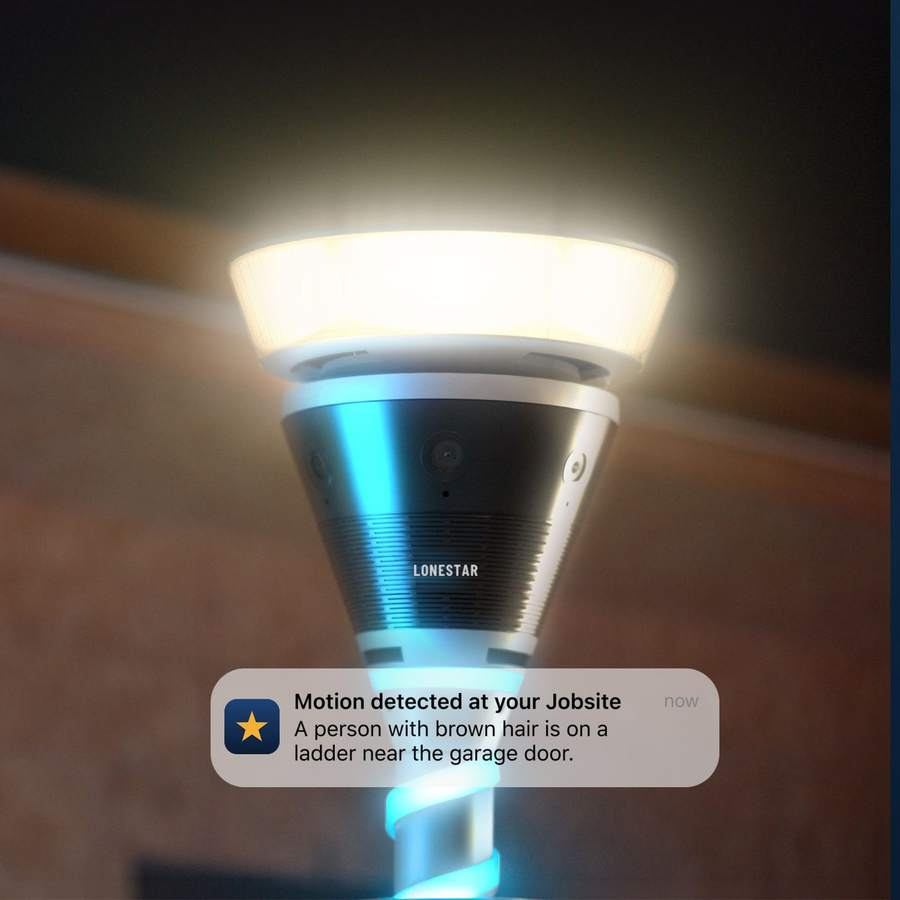 LONESTAR
Motion detected at your Jobsite
now
A person with brown hair is on a
ladder near the garage door.